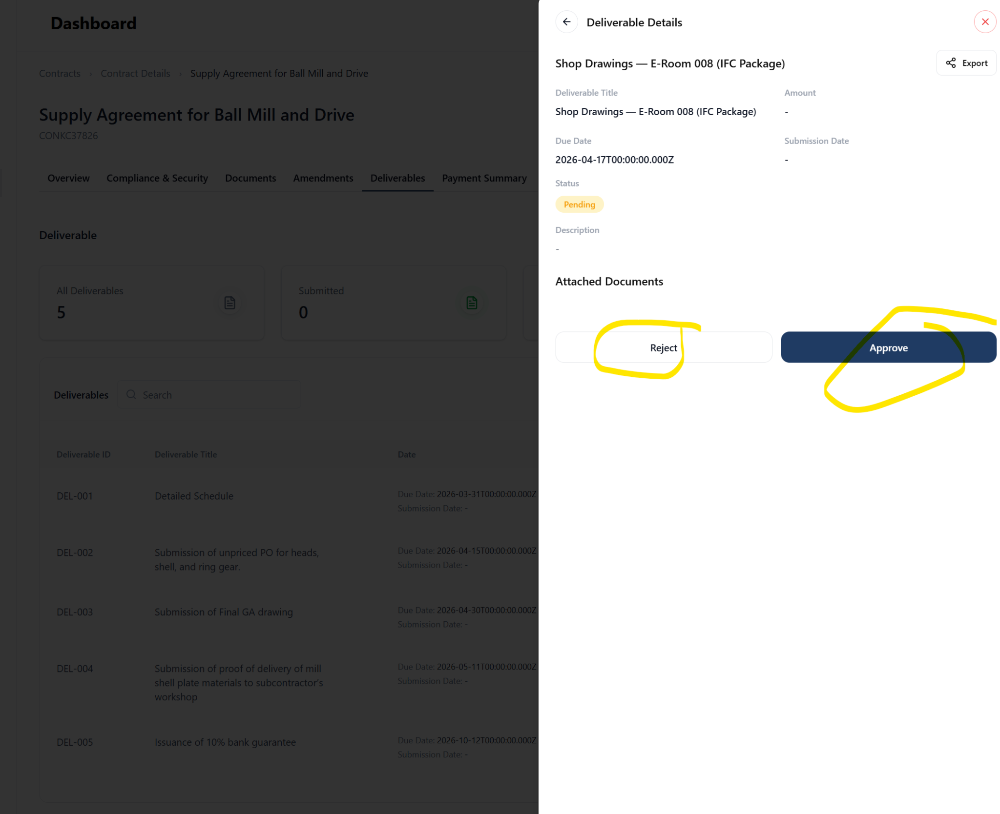 Dashboard
Contracts › Contract Details › Supply Agreement for Ball Mill and Drive
Supply Agreement for Ball Mill and Drive
CONKC37826
Overview Compliance & Security Documents Amendments Deliverables Payment Summary
Deliverable
All Deliverables
5
Submitted
0
Deliverables Search
Deliverable ID Deliverable Title Date
DEL-001 Detailed Schedule Due Date: 2026-03-31T00:00:00.000Z
Submission Date: -
DEL-002 Submission of unpriced PO for heads, Due Date: 2026-04-15T00:00:00.000Z
shell, and ring gear. Submission Date: -
DEL-003 Submission of Final GA drawing Due Date: 2026-04-30T00:00:00.000Z
Submission Date: -
DEL-004 Submission of proof of delivery of mill Due Date: 2026-05-11T00:00:00.000Z
shell plate materials to subcontractor's Submission Date: -
workshop
DEL-005 Issuance of 10% bank guarantee Due Date: 2026-10-12T00:00:00.000Z
Submission Date: -
Deliverable Details
Shop Drawings — E-Room 008 (IFC Package) Export
Deliverable Title Amount
Shop Drawings — E-Room 008 (IFC Package) -
Due Date Submission Date
2026-04-17T00:00:00.000Z -
Status
Pending
Description
-
Attached Documents
Reject Approve